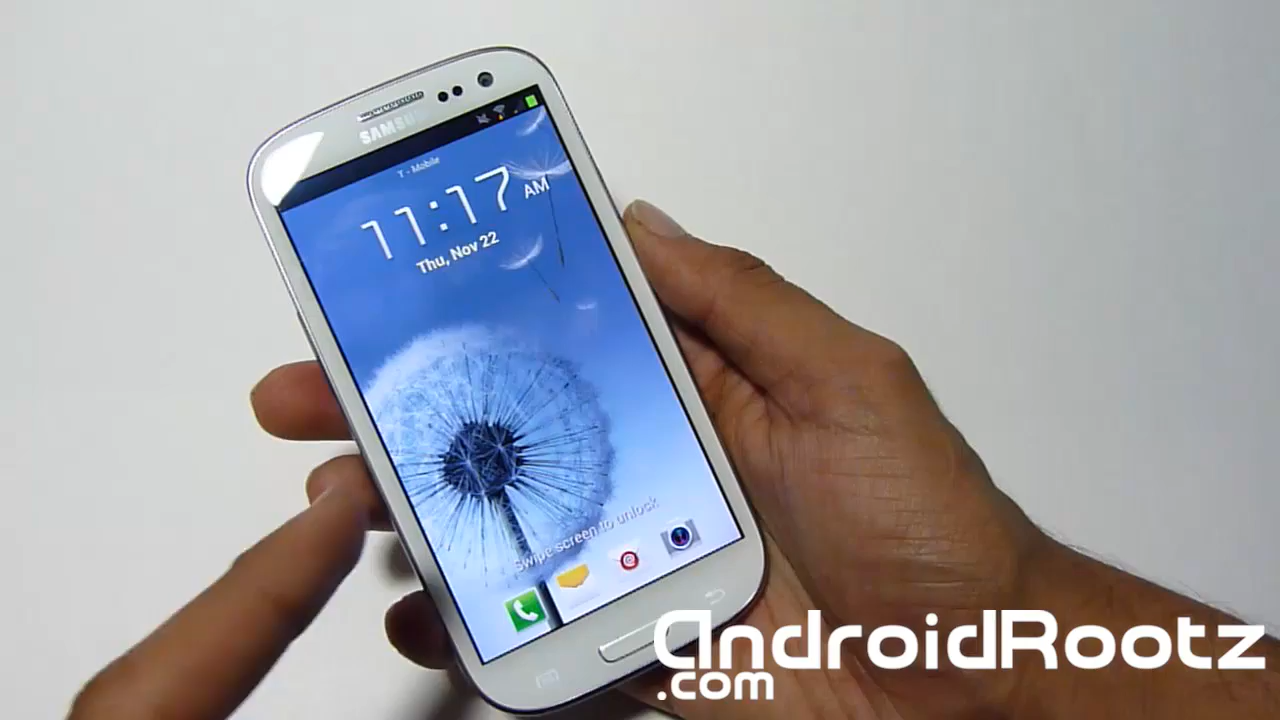 SAMSUNG
T - Mobile
11:17 AM
Thu, Nov 22
Swipe screen to unlock
AndroidRootz
.com